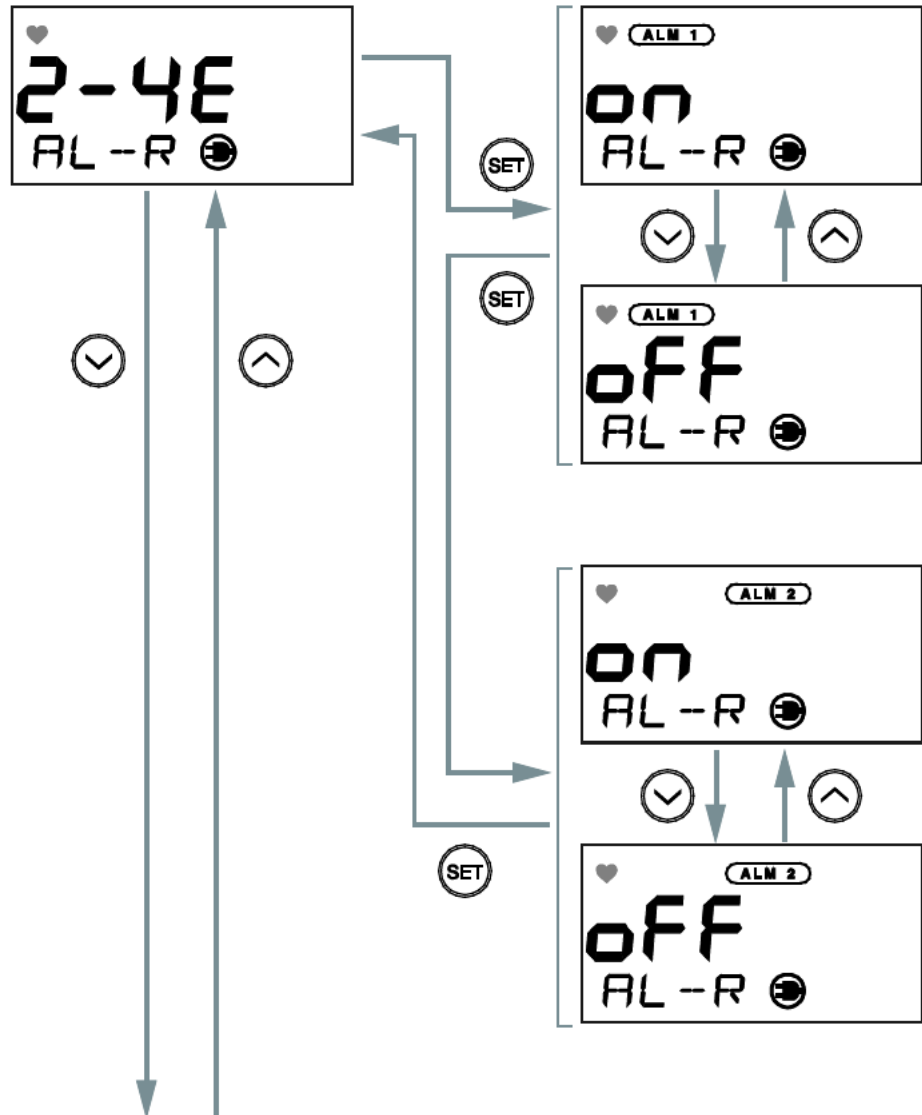 2-4E
AL--R
SET
SET
ALM 1
on
AL--R
ALM 1
oFF
AL--R
ALM 2
on
AL--R
SET
ALM 2
oFF
AL--R